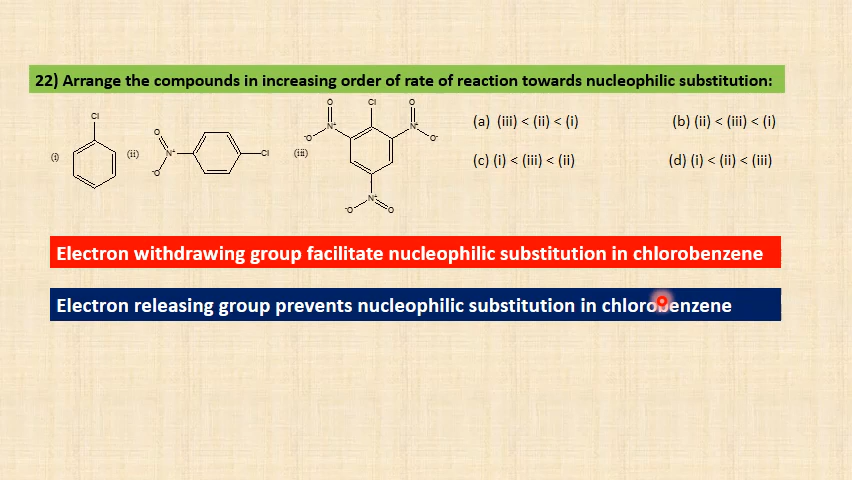 22) Arrange the compounds in increasing order of rate of reaction towards nucleophilic substitution:
(i)
Cl
(ii)
O
N+
-O
Cl
(iii)
O
N+
-O
Cl
O
N+
O-
N+
-O
O
(a) (iii) < (ii) < (i)
(b) (ii) < (iii) < (i)
(c) (i) < (iii) < (ii)
(d) (i) < (ii) < (iii)
Electron withdrawing group facilitate nucleophilic substitution in chlorobenzene
Electron releasing group prevents nucleophilic substitution in chlorobenzene